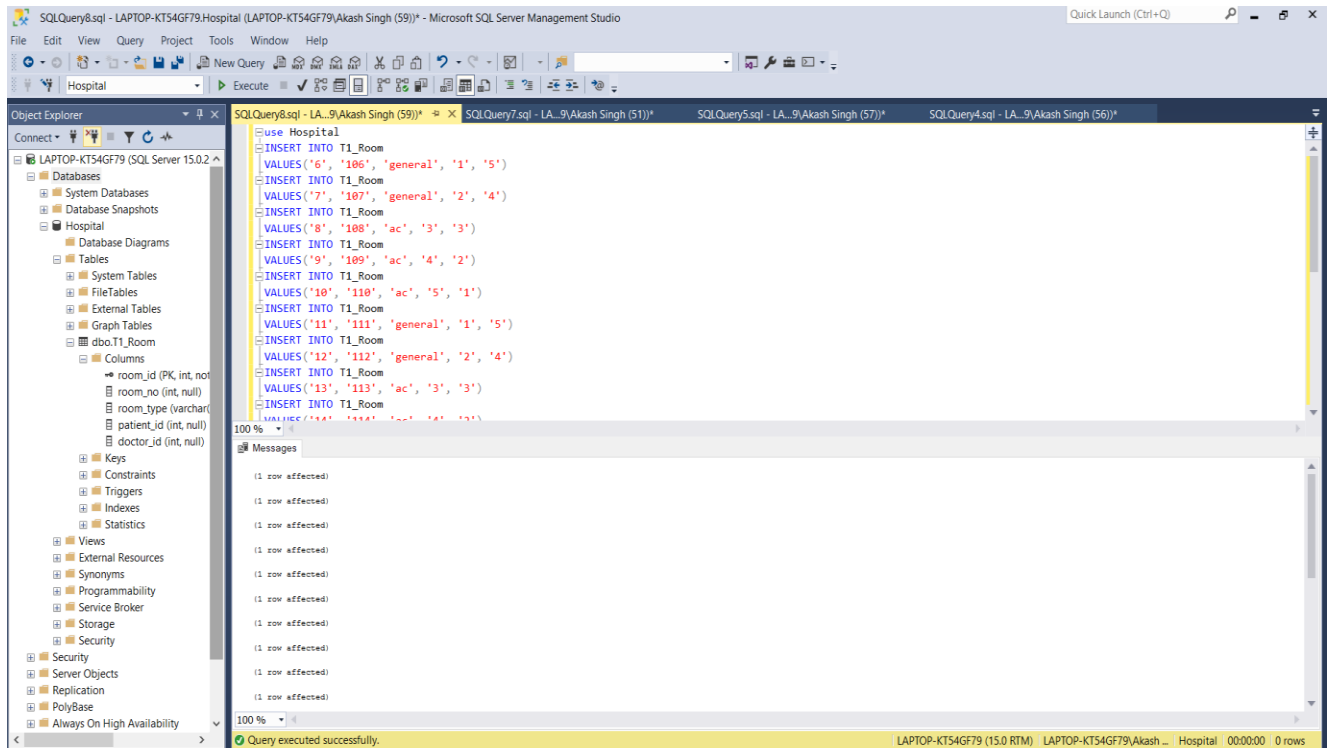 SQLQuery8.sql - LAPTOP-KT54GF79.Hospital (LAPTOP-KT54GF79\Akash Singh (59))* - Microsoft SQL Server Management Studio
Quick Launch (Ctrl+Q)
File Edit View Query Project Tools Window Help
New Query
Hospital
Execute
Object Explorer
SQLQuery8.sql - LA...9\Akash Singh (59))*
SQLQuery7.sql - LA...9\Akash Singh (51))*
SQLQuery5.sql - LA...9\Akash Singh (57))*
SQLQuery4.sql - LA...9\Akash Singh (56))*
Connect
LAPTOP-KT54GF79 (SQL Server 15.0.2
Databases
System Databases
Database Snapshots
Hospital
Database Diagrams
Tables
System Tables
FileTables
External Tables
Graph Tables
dbo.T1_Room
Columns
room_id (PK, int, not
room_no (int, null)
room_type (varchar(
patient_id (int, null)
doctor_id (int, null)
Keys
Constraints
Triggers
Indexes
Statistics
Views
External Resources
Synonyms
Programmability
Service Broker
Storage
Security
Security
Server Objects
Replication
PolyBase
Always On High Availability
use Hospital
INSERT INTO T1_Room
VALUES('6', '106', 'general', '1', '5')
INSERT INTO T1_Room
VALUES('7', '107', 'general', '2', '4')
INSERT INTO T1_Room
VALUES('8', '108', 'ac', '3', '3')
INSERT INTO T1_Room
VALUES('9', '109', 'ac', '4', '2')
INSERT INTO T1_Room
VALUES('10', '110', 'ac', '5', '1')
INSERT INTO T1_Room
VALUES('11', '111', 'general', '1', '5')
INSERT INTO T1_Room
VALUES('12', '112', 'general', '2', '4')
INSERT INTO T1_Room
VALUES('13', '113', 'ac', '3', '3')
INSERT INTO T1_Room
VALUES('14', '114', 'ac', '4', '2')
100 %
Messages
(1 row affected)
(1 row affected)
(1 row affected)
(1 row affected)
(1 row affected)
(1 row affected)
(1 row affected)
(1 row affected)
(1 row affected)
(1 row affected)
100 %
Query executed successfully.
LAPTOP-KT54GF79 (15.0 RTM)
LAPTOP-KT54GF79\Akash ...
Hospital
00:00:00
0 rows